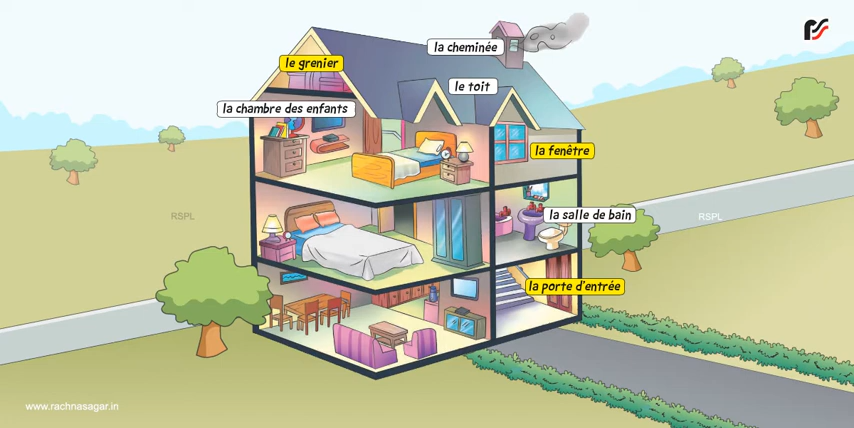 la cheminée
le grenier
le toit
la chambre des enfants
la fenêtre
la salle de bain
RSPL
RSPL
la porte d'entrée
www.rachnasagar.in